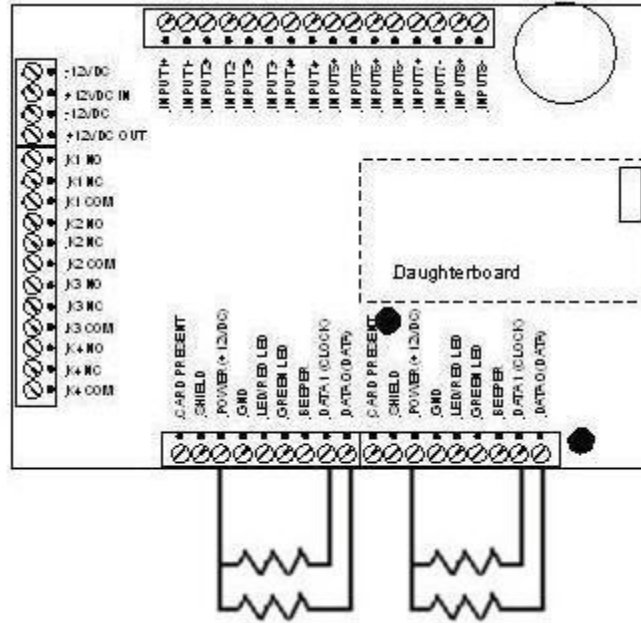 -12VDC
+12VDC IN
-12VDC
+12VDC OUT
K1 NO
K1 NC
K1 COM
K2 NO
K2 NC
K2 COM
K3 NO
K3 NC
K3 COM
K4 NO
K4 NC
K4 COM
INPUT1+
INPUT1-
INPUT2+
INPUT2-
INPUT3+
INPUT3-
INPUT4+
INPUT4-
INPUT5+
INPUT5-
INPUT6+
INPUT6-
INPUT7+
INPUT7-
INPUT8+
INPUT8-
Daughterboard
CARD PRESENT
SHIELD
POWER (+ 12VDC)
GND
LED/RED LED
GREEN LED
BEEPER
DATA 1 (CLOCK)
DATA 0 (DATA)
CARD PRESENT
SHIELD
POWER (+ 12VDC)
GND
LED/RED LED
GREEN LED
BEEPER
DATA 1 (CLOCK)
DATA 0 (DATA)